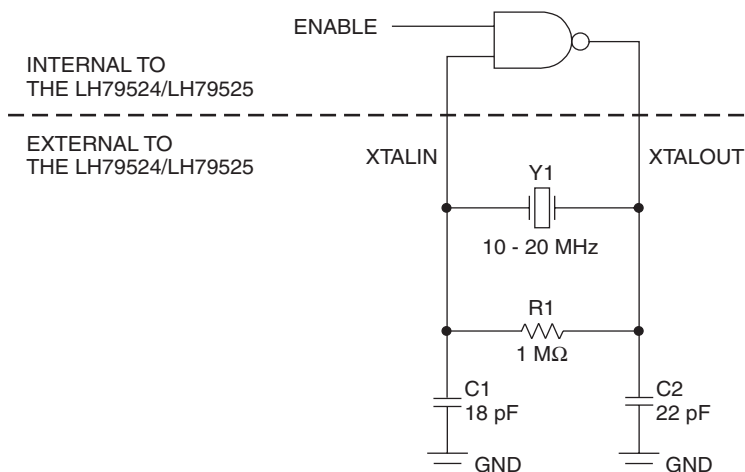 ENABLE
INTERNAL TO
THE LH79524/LH79525
EXTERNAL TO
THE LH79524/LH79525
XTALIN
XTALOUT
Y1
10 - 20 MHz
R1
1 MΩ
C1
18 pF
C2
22 pF
GND
GND